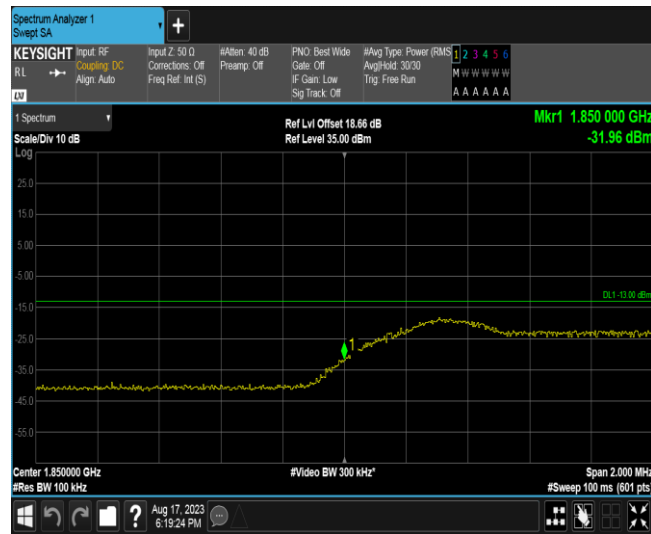 Spectrum Analyzer 1
Swept SA
+
KEYSIGHT
RL
LXI
Input: RF
Coupling: DC
Align: Auto
Input Z: 50 Ω
Corrections: Off
Freq Ref: Int (S)
#Atten: 40 dB
Preamp: Off
PNO: Best Wide
Gate: Off
IF Gain: Low
Sig Track: Off
#Avg Type: Power (RMS
Avg|Hold: 30/30
Trig: Free Run
1 2 3 4 5 6
M W W W W W
A A A A A A
1 Spectrum
Scale/Div 10 dB
Log
Ref Lvl Offset 18.66 dB
Ref Level 35.00 dBm
Mkr1 1.850 000 GHz
-31.96 dBm
25.0
15.0
5.00
-5.00
-15.0
-25.0
-35.0
-45.0
-55.0
DL1 -13.00 dBm
1
Center 1.850000 GHz
#Res BW 100 kHz
#Video BW 300 kHz*
Span 2.000 MHz
#Sweep 100 ms (601 pts)
?
Aug 17, 2023
6:19:24 PM